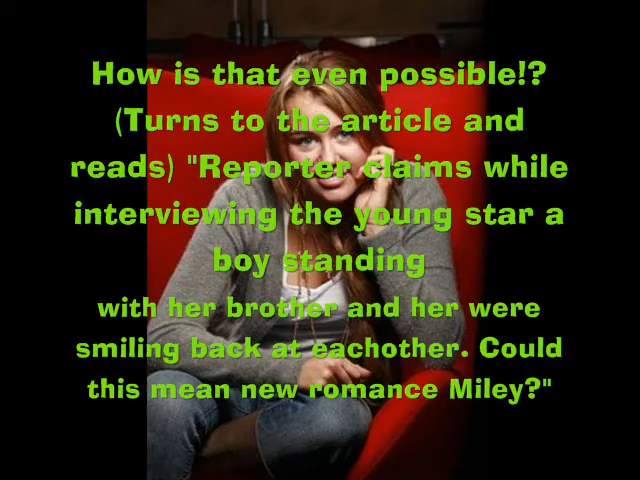 How is that even possible!?
(Turns to the article and
reads) "Reporter claims while
interviewing the young star a
boy standing
with her brother and her were
smiling back at eachother. Could
this mean new romance Miley?"